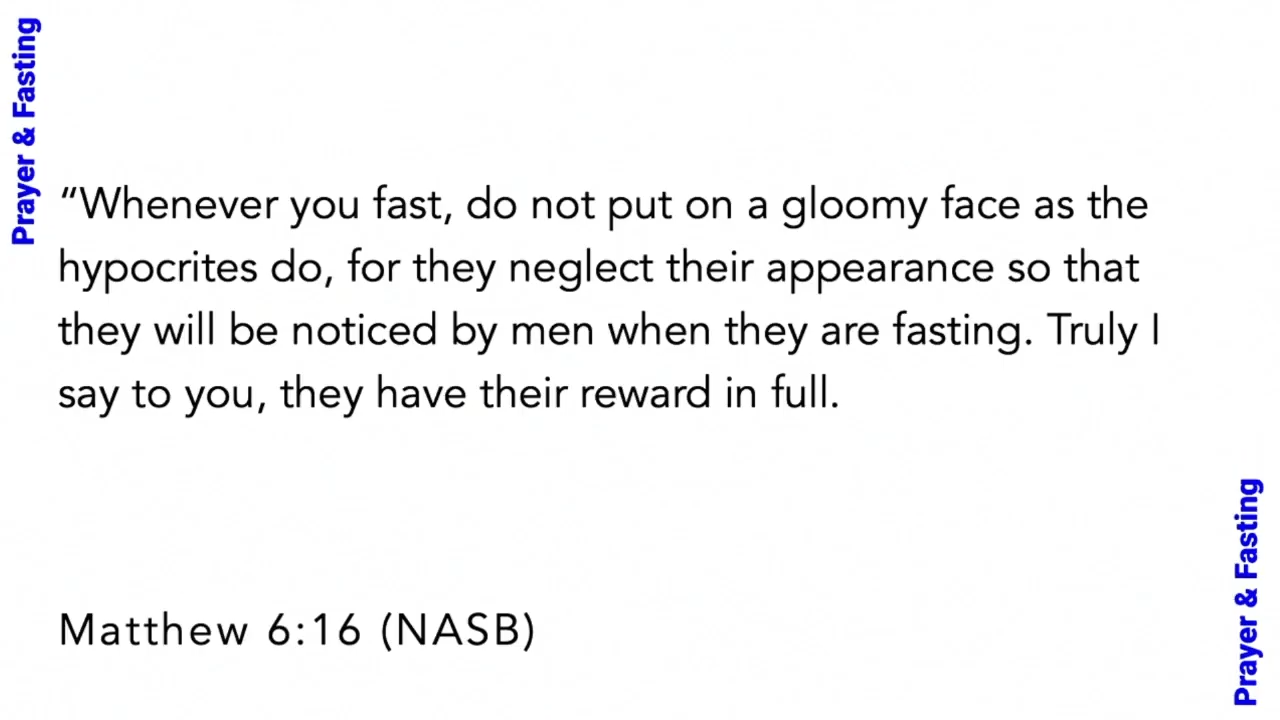 Prayer & Fasting
“Whenever you fast, do not put on a gloomy face as the
hypocrites do, for they neglect their appearance so that
they will be noticed by men when they are fasting. Truly I
say to you, they have their reward in full.
Matthew 6:16 (NASB)
Prayer & Fasting